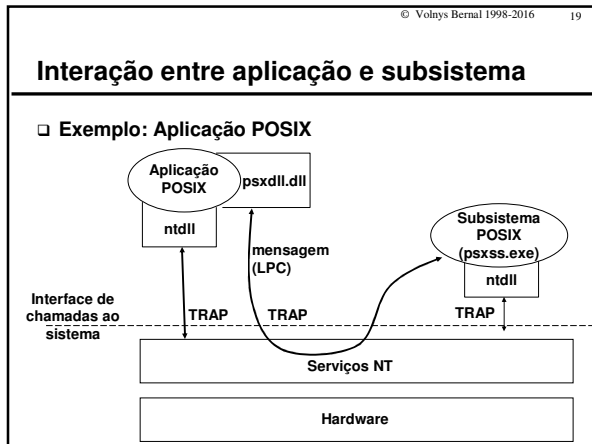 © Volnys Bernal 1998-2016 19
Interação entre aplicação e subsistema
❑ Exemplo: Aplicação POSIX
Aplicação
POSIX
psxdll.dll
ntdll
mensagem
(LPC)
Subsistema
POSIX
(psxss.exe)
ntdll
Interface de
chamadas ao
sistema
TRAP
TRAP
TRAP
Serviços NT
Hardware